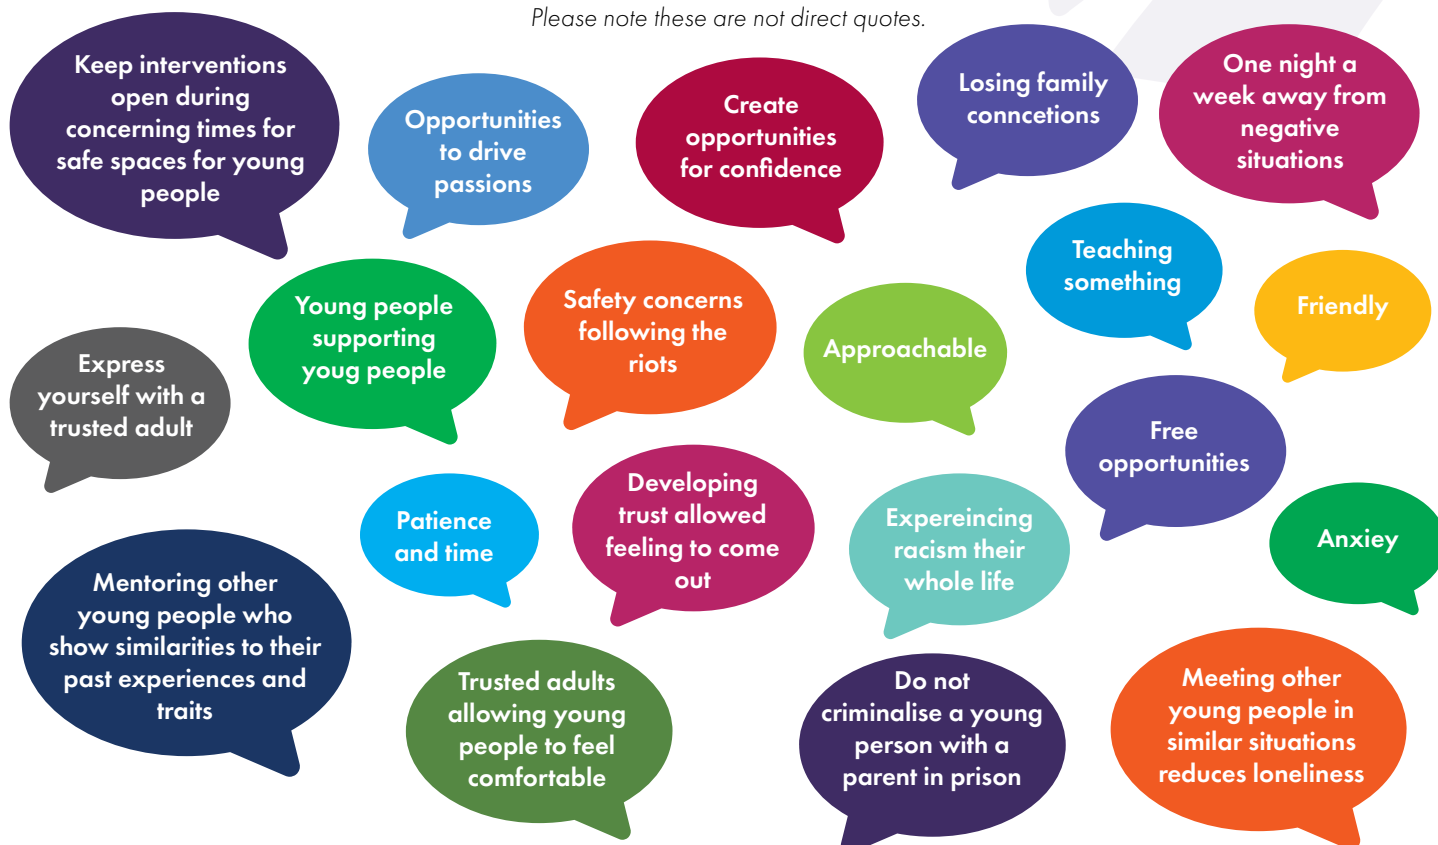 Please note these are not direct quotes.
Keep interventions
open during
concerning times for
safe spaces for young
people
Opportunities
to drive
passions
Create
opportunities
for confidence
Losing family
conncetions
One night a
week away from
negative
situations
Teaching
something
Friendly
Young people
supporting
youg people
Safety concerns
following the
riots
Approachable
Express
yourself with a
trusted adult
Free
opportunities
Patience
and time
Developing
trust allowed
feeling to come
out
Expereincing
racism their
whole life
Anxiey
Mentoring other
young people who
show similarities to their
past experiences and
traits
Trusted adults
allowing young
people to feel
comfortable
Do not
criminalise a young
person with a
parent in prison
Meeting other
young people in
similar situations
reduces loneliness